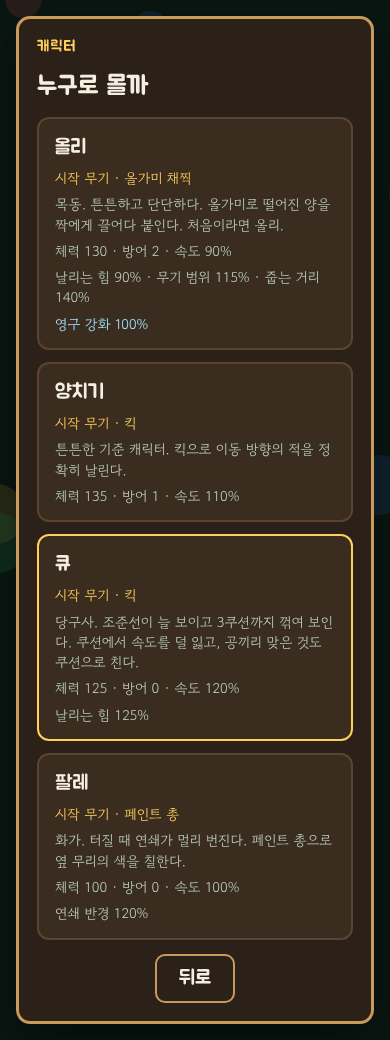 캐릭터
누구로 몰까
올리
시작 무기 · 올가미 채찍
목동. 튼튼하고 단단하다. 올가미로 떨어진 양을
짝에게 끌어다 붙인다. 처음이라면 올리.
체력 130 · 방어 2 · 속도 90%
날리는 힘 90% · 무기 범위 115% · 줍는 거리
140%
영구 강화 100%
양치기
시작 무기 · 킥
튼튼한 기준 캐릭터. 킥으로 이동 방향의 적을 정
확히 날린다.
체력 135 · 방어 1 · 속도 110%
큐
시작 무기 · 킥
당구사. 조준선이 늘 보이고 3쿠션까지 꺾여 보인
다. 쿠션에서 속도를 덜 잃고, 공끼리 맞은 것도
쿠션으로 친다.
체력 125 · 방어 0 · 속도 120%
날리는 힘 125%
팔레
시작 무기 · 페인트 총
화가. 터질 때 연쇄가 멀리 번진다. 페인트 총으로
옆 무리의 색을 칠한다.
체력 100 · 방어 0 · 속도 100%
연쇄 반경 120%
뒤로